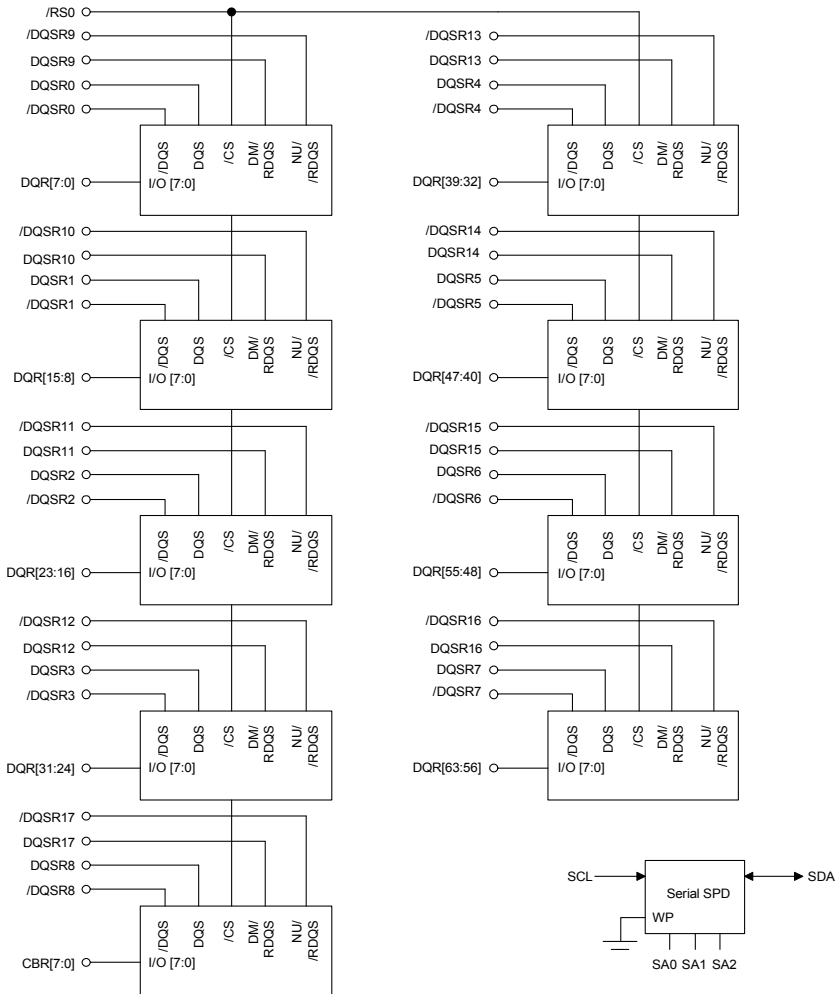 /RS0
/DQSR9
DQSR9
DQSR0
/DQSR0
/DQS
DQS
/CS
DM/
RDQS
NU/
/RDQS
DQR[7:0]
I/O [7:0]
/DQSR10
DQSR10
DQSR1
/DQSR1
/DQS
DQS
/CS
DM/
RDQS
NU/
/RDQS
DQR[15:8]
I/O [7:0]
/DQSR11
DQSR11
DQSR2
/DQSR2
/DQS
DQS
/CS
DM/
RDQS
NU/
/RDQS
DQR[23:16]
I/O [7:0]
/DQSR12
DQSR12
DQSR3
/DQSR3
/DQS
DQS
/CS
DM/
RDQS
NU/
/RDQS
DQR[31:24]
I/O [7:0]
/DQSR17
DQSR17
DQSR8
/DQSR8
/DQS
DQS
/CS
DM/
RDQS
NU/
/RDQS
CBR[7:0]
I/O [7:0]
/DQSR13
DQSR13
DQSR4
/DQSR4
/DQS
DQS
/CS
DM/
RDQS
NU/
/RDQS
DQR[39:32]
I/O [7:0]
/DQSR14
DQSR14
DQSR5
/DQSR5
/DQS
DQS
/CS
DM/
RDQS
NU/
/RDQS
DQR[47:40]
I/O [7:0]
/DQSR15
DQSR15
DQSR6
/DQSR6
/DQS
DQS
/CS
DM/
RDQS
NU/
/RDQS
DQR[55:48]
I/O [7:0]
/DQSR16
DQSR16
DQSR7
/DQSR7
/DQS
DQS
/CS
DM/
RDQS
NU/
/RDQS
DQR[63:56]
I/O [7:0]
SCL
Serial SPD
SDA
WP
SA0 SA1 SA2